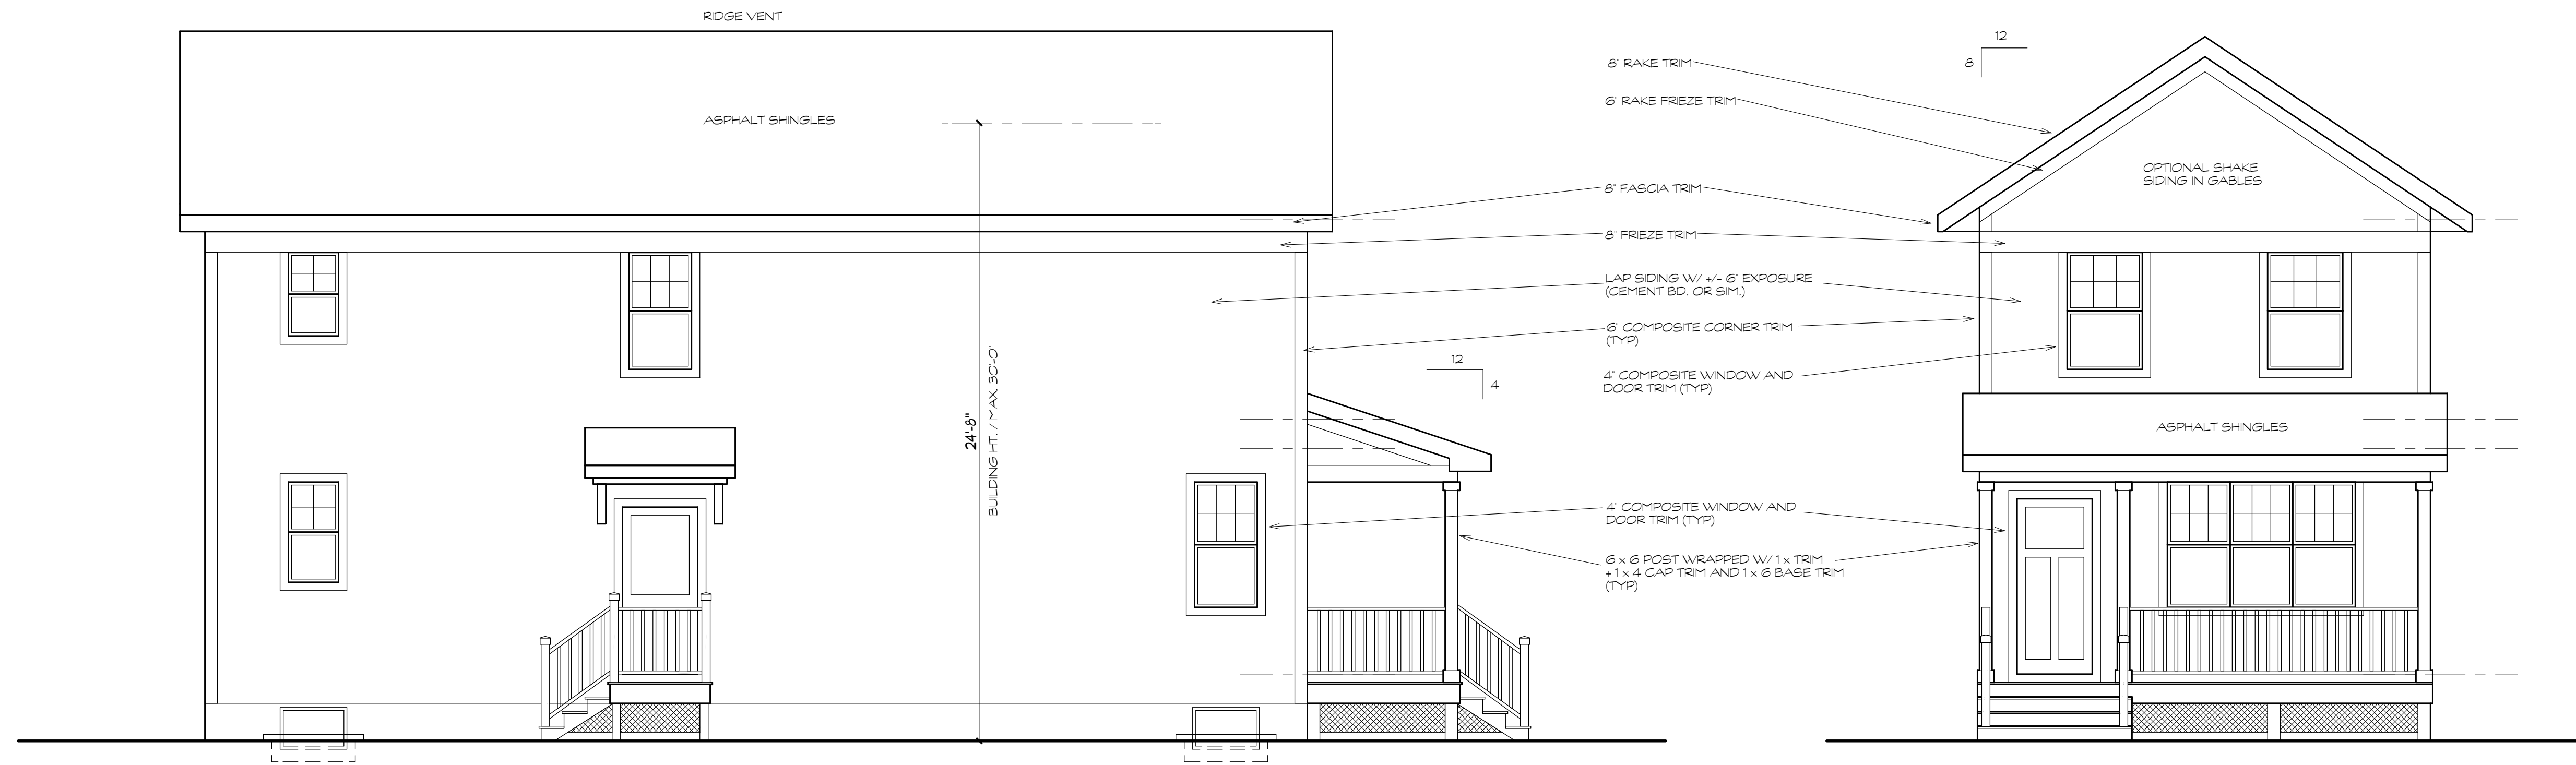 RIDGE VENT
ASPHALT SHINGLES
24'-8"
BUILDING HT. / MAX 30'-0"
12
4
8" RAKE TRIM
6" RAKE FRIEZE TRIM
8" FASCIA TRIM
8" FRIEZE TRIM
LAP SIDING W/ +/- 6" EXPOSURE
(CEMENT BD. OR SIM.)
6" COMPOSITE CORNER TRIM
(TYP)
4" COMPOSITE WINDOW AND
DOOR TRIM (TYP)
4" COMPOSITE WINDOW AND
DOOR TRIM (TYP)
6 x 6 POST WRAPPED W/ 1 x TRIM
+ 1 x 4 CAP TRIM AND 1 x 6 BASE TRIM
(TYP)
12
8
OPTIONAL SHAKE
SIDING IN GABLES
ASPHALT SHINGLES